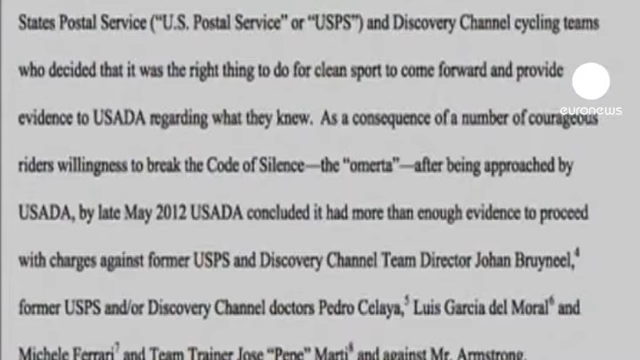 States Postal Service (“U.S. Postal Service” or “USPS”) and Discovery Channel cycling teams
who decided that it was the right thing to do for clean sport to come forward and provide
evidence to USADA regarding what they knew. As a consequence of a number of courageous
riders willingness to break the Code of Silence—the “omerta”—after being approached by
USADA, by late May 2012 USADA concluded it had more than enough evidence to proceed
with charges against former USPS and Discovery Channel Team Director Johan Bruyneel,⁴
former USPS and/or Discovery Channel doctors Pedro Celaya,⁵ Luis Garcia del Moral⁶ and
Michele Ferrari⁷ and Team Trainer Jose “Pepe” Marti⁸ and against Mr. Armstrong.
euronews